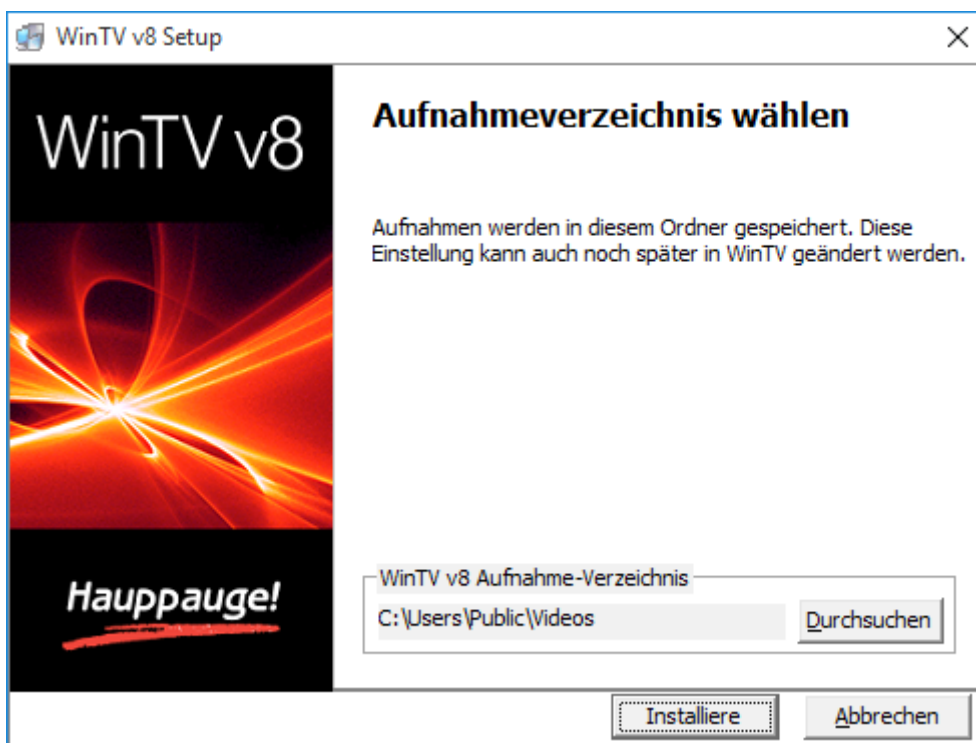 WinTV v8 Setup
WinTV v8
Aufnahmeverzeichnis wählen
Aufnahmen werden in diesem Ordner gespeichert. Diese
Einstellung kann auch noch später in WinTV geändert werden.
Hauppauge!
WinTV v8 Aufnahme-Verzeichnis
C:\Users\Public\Videos
Durchsuchen
Installiere
Abbrechen